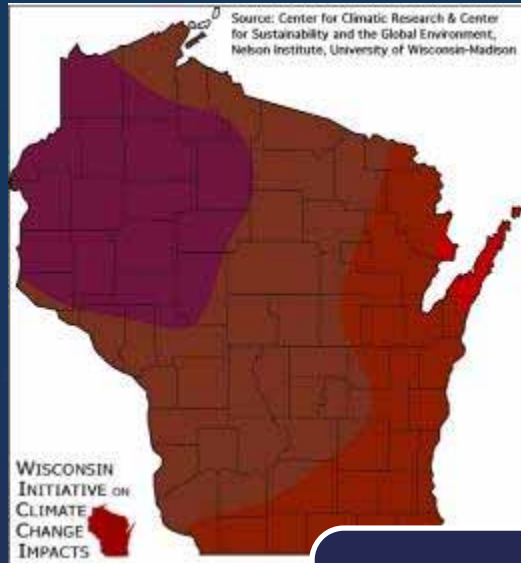 Source: Center for Climatic Research & Center
for Sustainability and the Global Environment,
Nelson Institute, University of Wisconsin-Madison
WISCONSIN
INITIATIVE ON
CLIMATE
CHANGE
IMPACTS